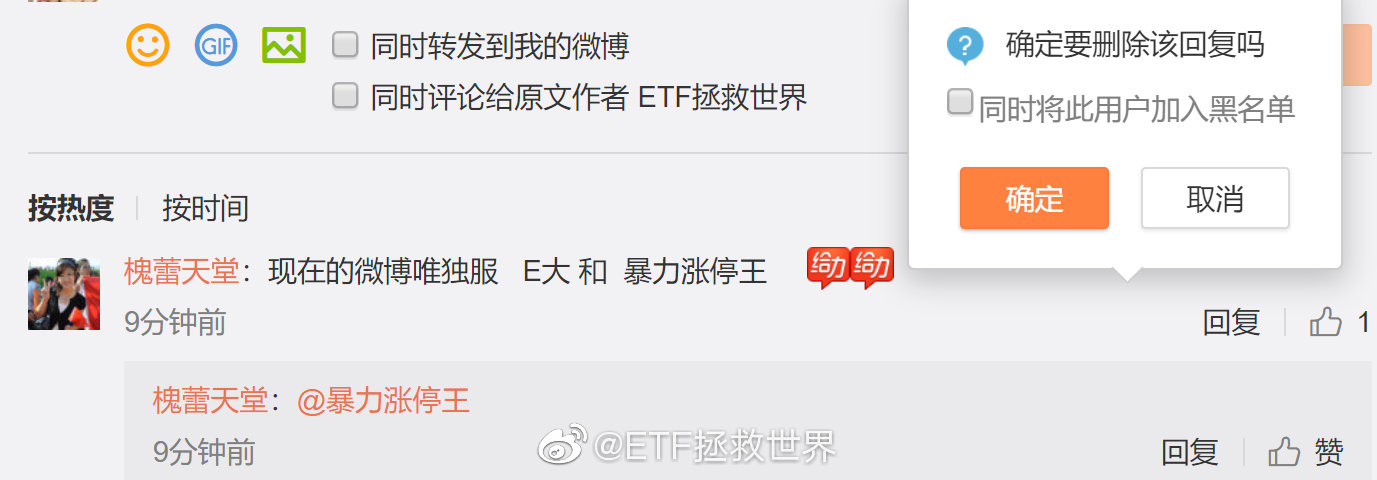 GIF 同时转发到我的微博
同时评论给原文作者 ETF拯救世界
确定要删除该回复吗
同时将此用户加入黑名单
确定 取消
按热度 按时间
槐蕾天堂：现在的微博唯独服 E大 和 暴力涨停王 给力 给力
9分钟前 回复 1
槐蕾天堂：@暴力涨停王
9分钟前 回复 赞
@ETF拯救世界